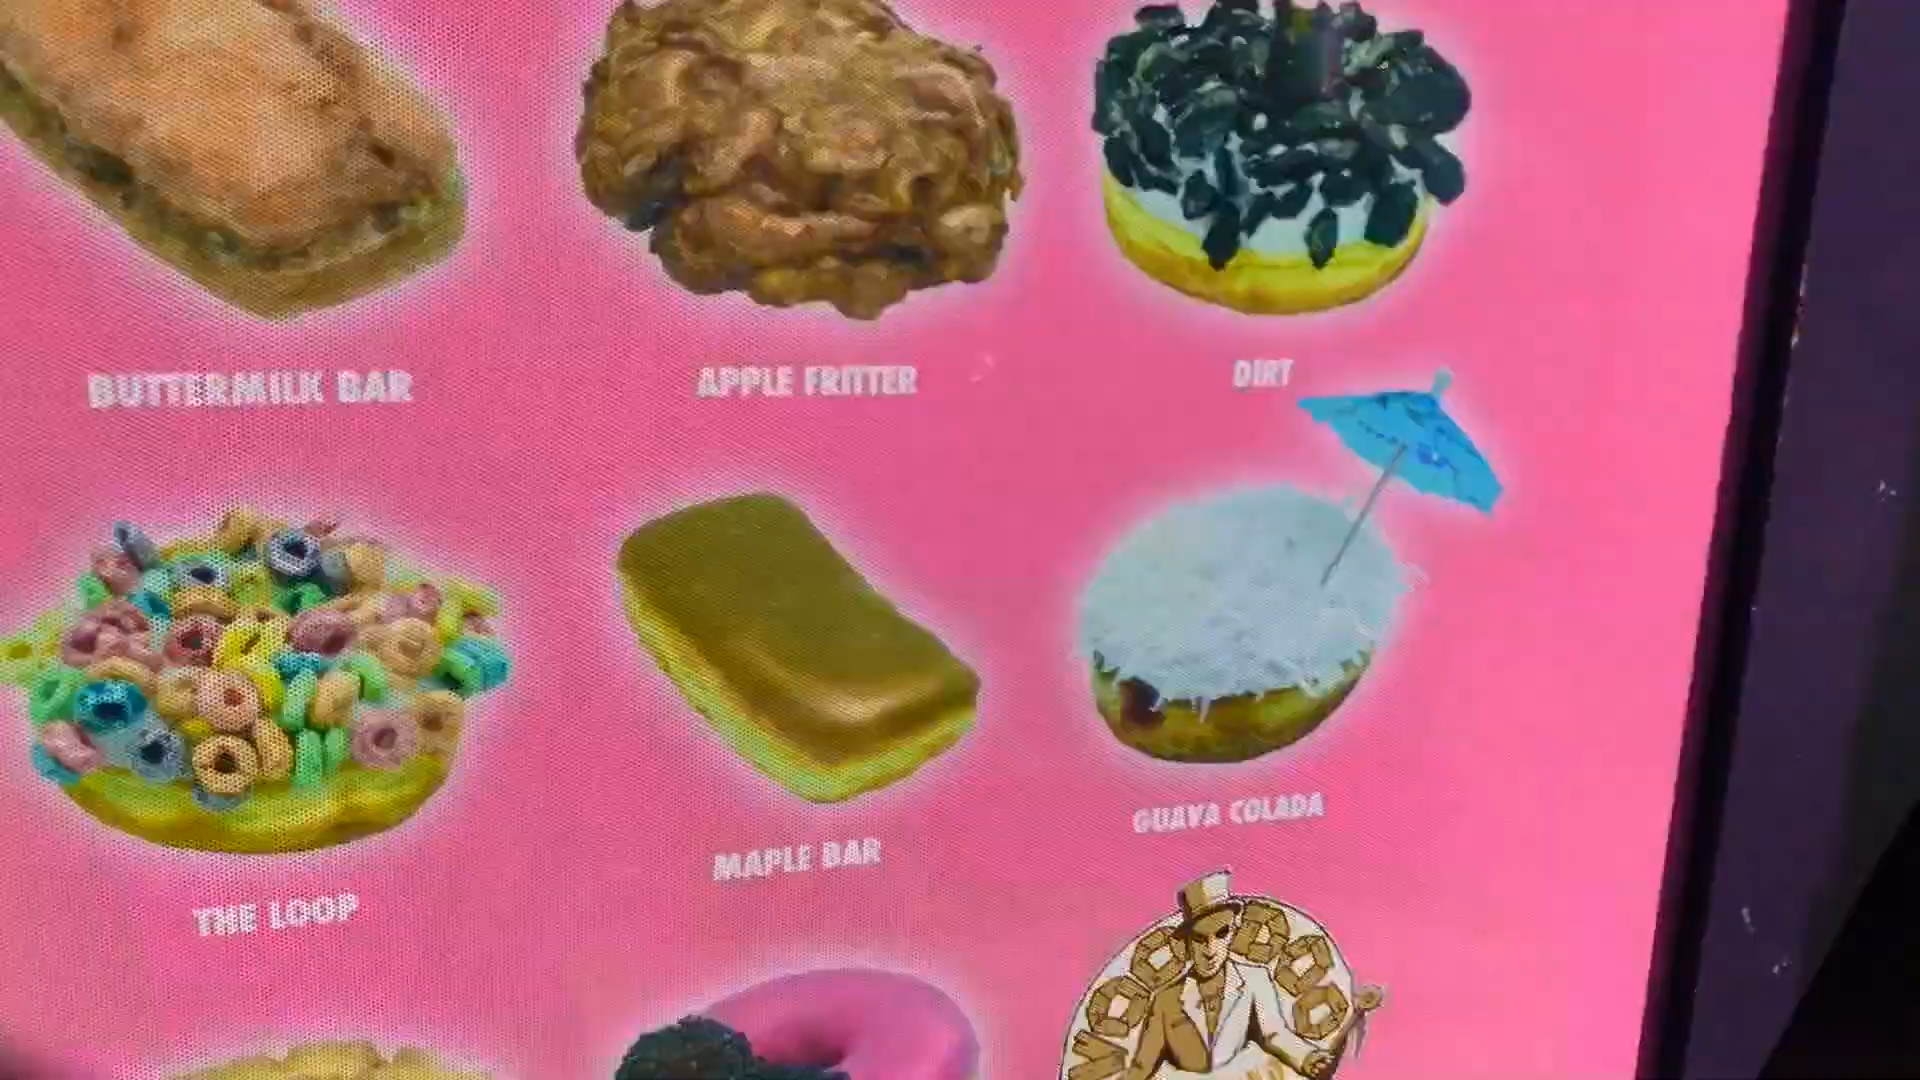 BUTTERMILK BAR
APPLE FRITTER
DIRT
THE LOOP
MAPLE BAR
GUAVA COLADA
VOODOO